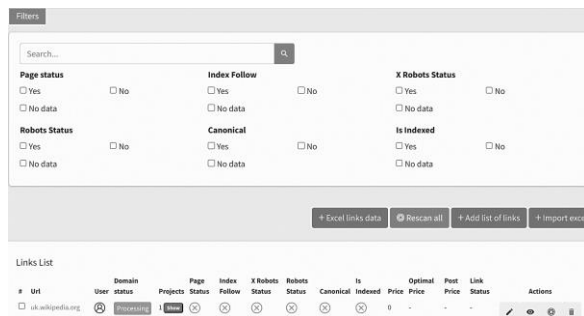 Filters
Search...
Page status Index Follow X Robots Status
Yes No Yes No Yes No
No data No data No data
Robots Status Canonical Is Indexed
Yes No Yes No Yes No
No data No data No data
+ Excel links data Rescan all + Add list of links + Import exce
Links List
# Url User Domain status Projects Page Status Index Follow X Robots Status Robots Status Canonical Is Indexed Price Optimal Price Post Price Link Status Actions
uk.wikipedia.org Processing 1 Show 0 - - -